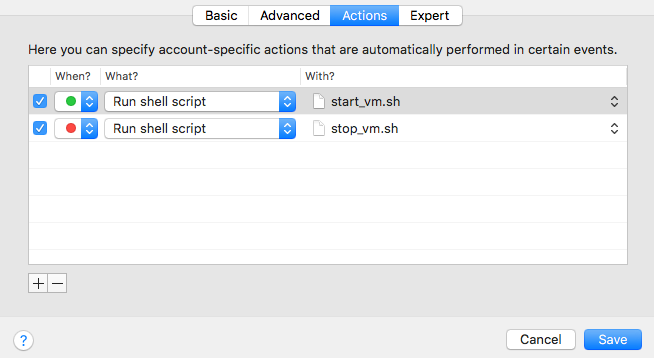 Basic Advanced Actions Expert
Here you can specify account-specific actions that are automatically performed in certain events.
When? What? With?
Run shell script start_vm.sh
Run shell script stop_vm.sh
+ −
? Cancel Save